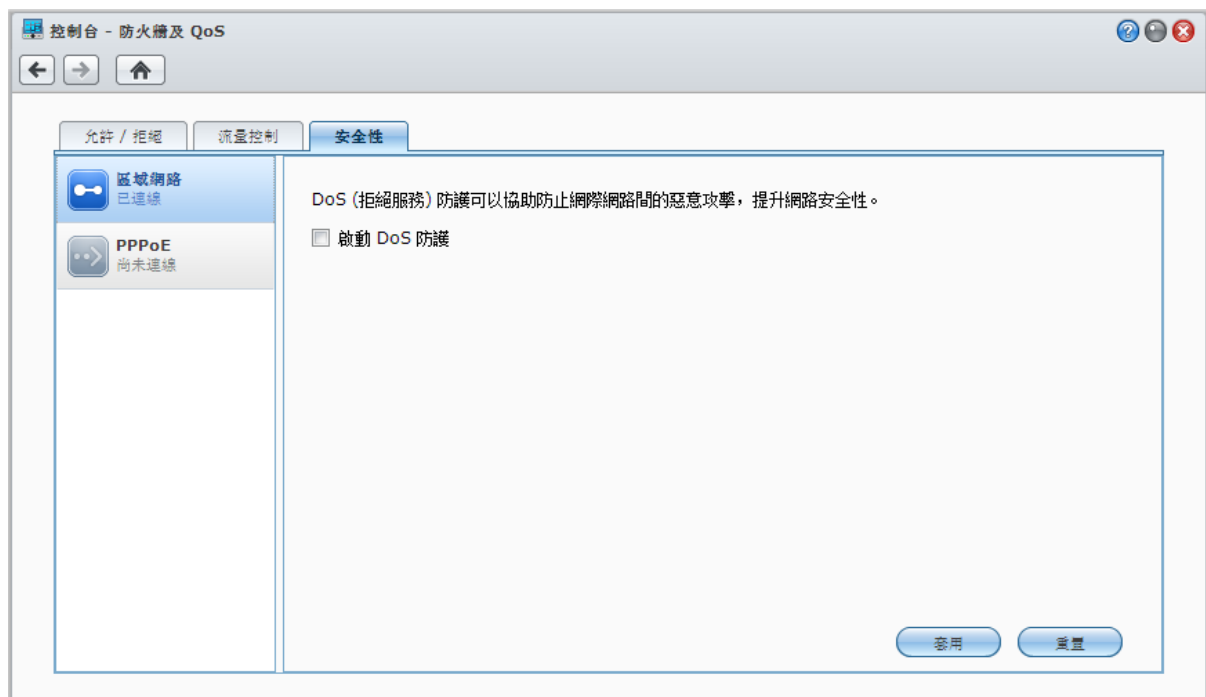 控制台 - 防火牆及 QoS
允許 / 拒絕
流量控制
安全性
區域網路
已連線
PPPoE
尚未連線
DoS (拒絕服務) 防護可以協助防止網際網路間的惡意攻擊，提升網路安全性。
啟動 DoS 防護
套用
重置